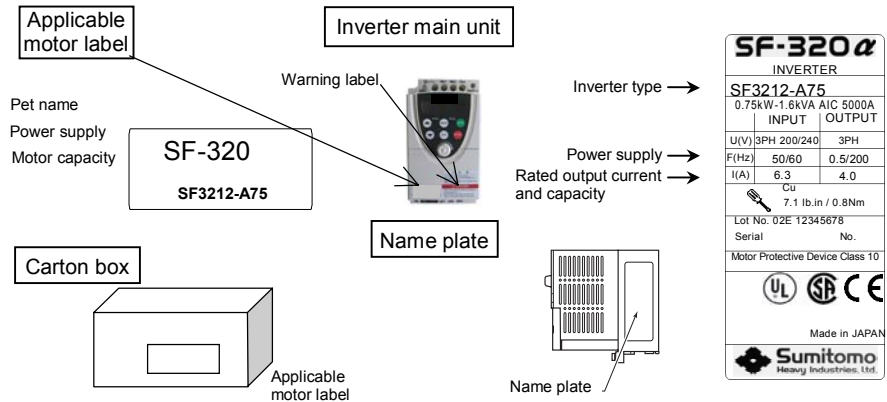 Applicable
motor label
Inverter main unit
Warning label
Pet name
Power supply
Motor capacity
SF-320
SF3212-A75
Name plate
Carton box
Applicable
motor label
Name plate
Inverter type
Power supply
Rated output current
and capacity
SF-320α
INVERTER
SF3212-A75
0.75kW-1.6kVA AIC 5000A
INPUT OUTPUT
U(V) 3PH 200/240 3PH
F(Hz) 50/60 0.5/200
I(A) 6.3 4.0
Cu
7.1 lb.in / 0.8Nm
Lot No. 02E 12345678
Serial No.
Motor Protective Device Class 10
UL SA CE
Made in JAPAN
Sumitomo
Heavy Industries, Ltd.